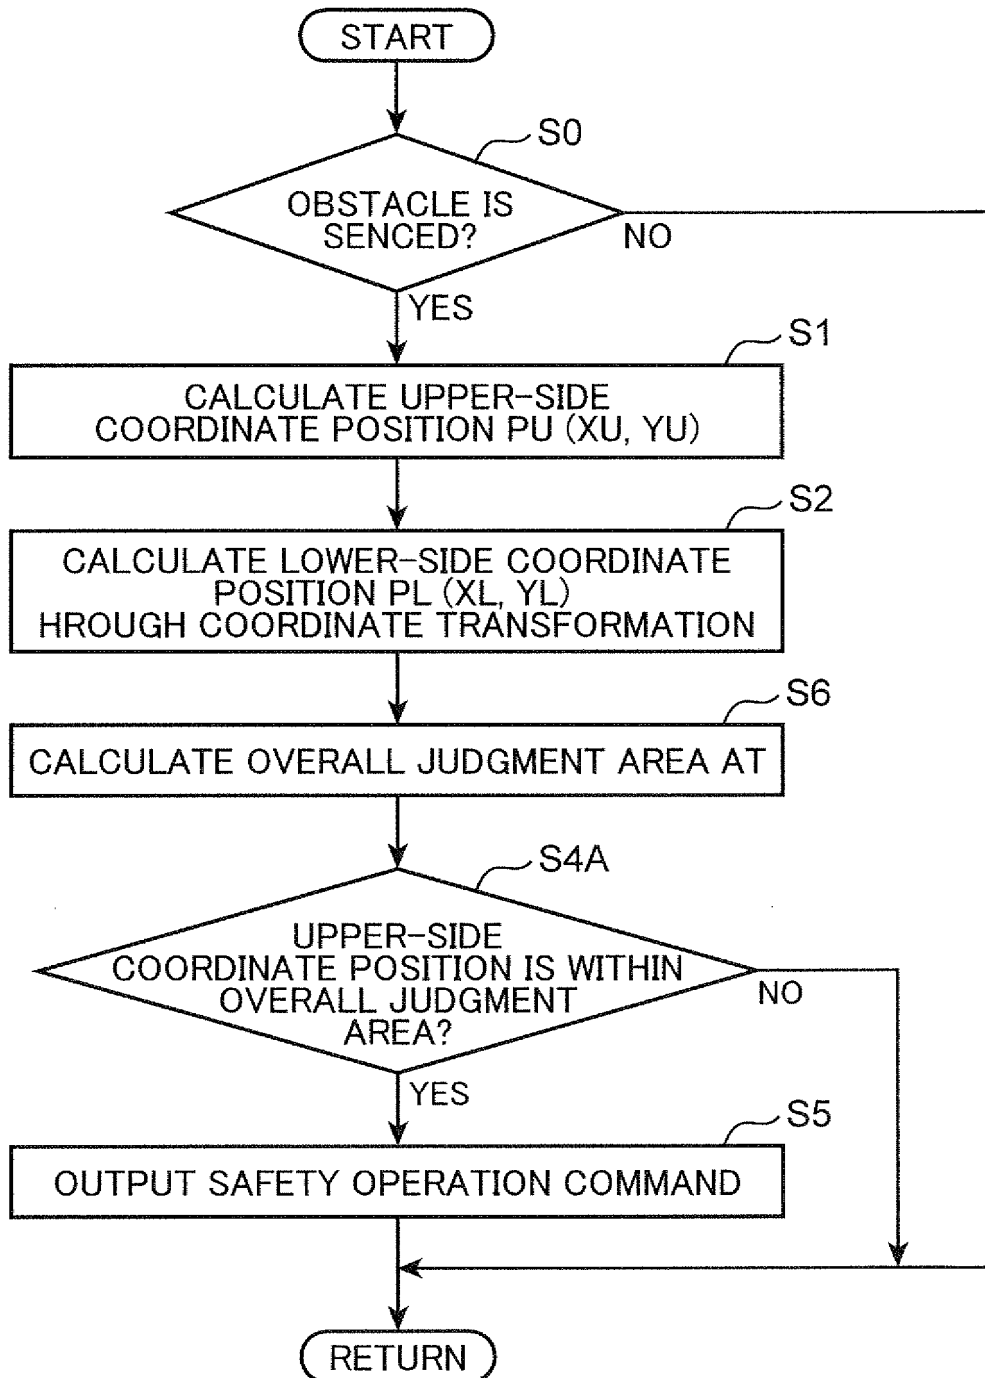 START
S0
OBSTACLE IS
SENCED?
NO
YES
S1
CALCULATE UPPER-SIDE
COORDINATE POSITION PU (XU, YU)
S2
CALCULATE LOWER-SIDE COORDINATE
POSITION PL (XL, YL)
HROUGH COORDINATE TRANSFORMATION
S6
CALCULATE OVERALL JUDGMENT AREA AT
S4A
UPPER-SIDE
COORDINATE POSITION IS WITHIN
OVERALL JUDGMENT
AREA?
NO
YES
S5
OUTPUT SAFETY OPERATION COMMAND
RETURN